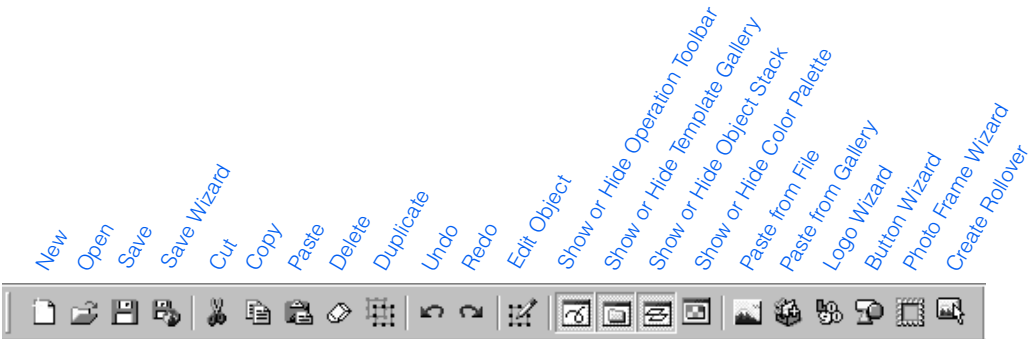 New
Open
Save
Save Wizard
Cut
Copy
Paste
Delete
Duplicate
Undo
Redo
Edit Object
Show or Hide Operation Toolbar
Show or Hide Template Gallery
Show or Hide Object Stack
Show or Hide Color Palette
Paste from File
Paste from Gallery
Logo Wizard
Button Wizard
Photo Frame Wizard
Create Rollover